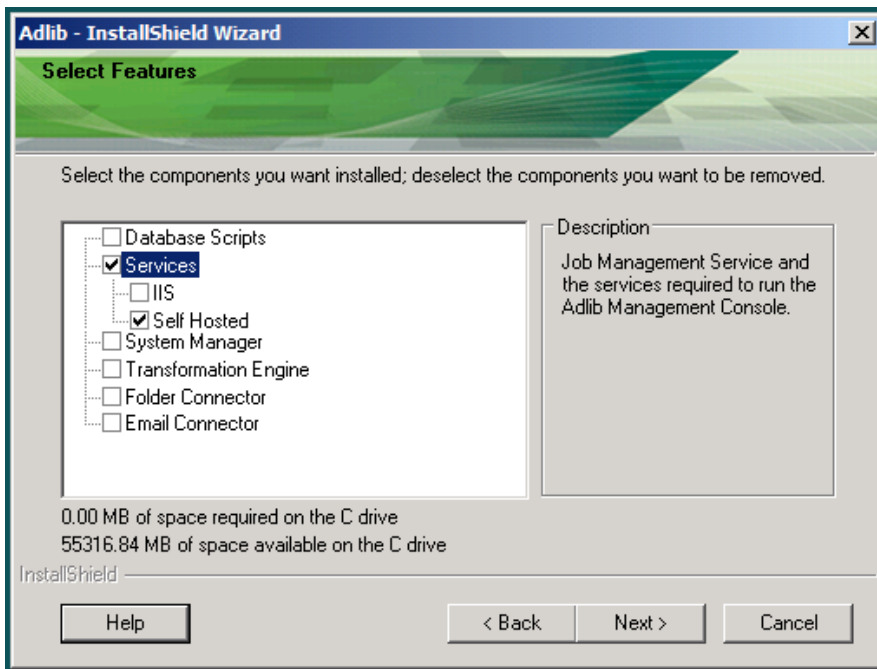 Adlib - InstallShield Wizard
Select Features
Select the components you want installed; deselect the components you want to be removed.
Database Scripts
Services
IIS
Self Hosted
System Manager
Transformation Engine
Folder Connector
Email Connector
Description
Job Management Service and
the services required to run the
Adlib Management Console.
0.00 MB of space required on the C drive
55316.84 MB of space available on the C drive
InstallShield
Help
< Back
Next >
Cancel